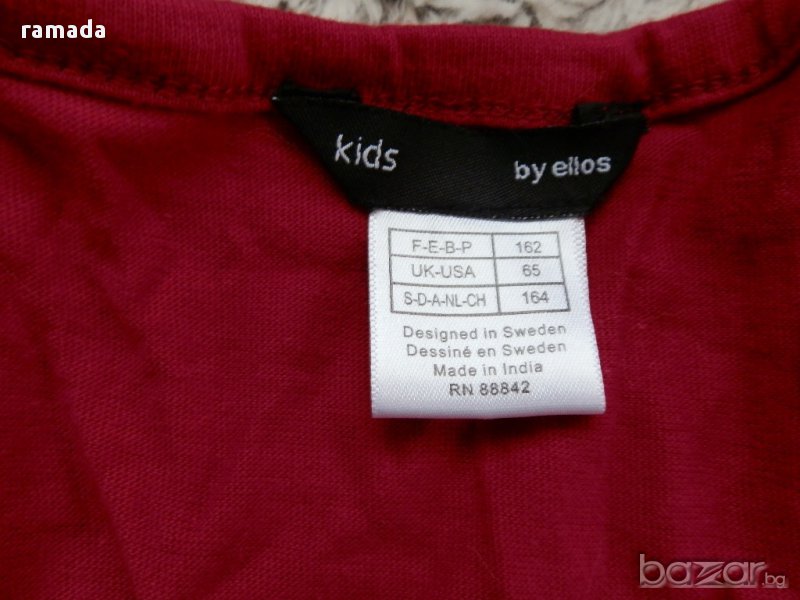 ramada
kids
by ellos
F-E-B-P 162
UK-USA 65
S-D-A-NL-CH 164
Designed in Sweden
Dessiné en Sweden
Made in India
RN 88842
bazar.bg